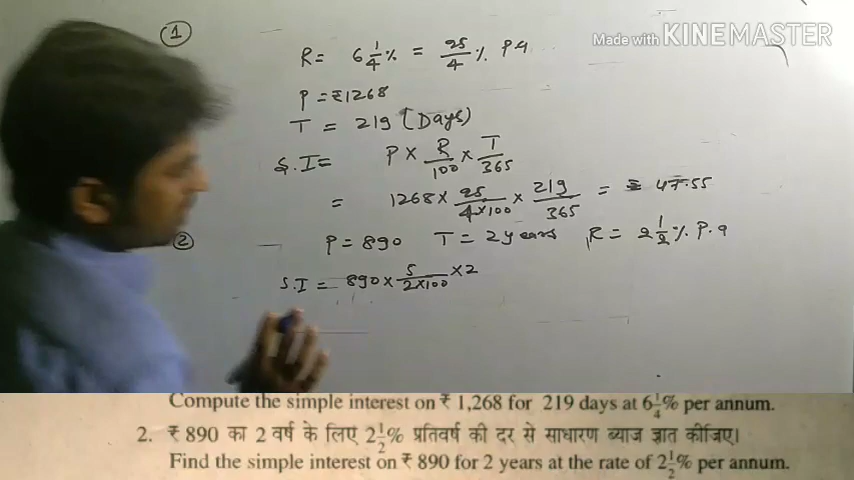 Made with KINEMASTER
① R = 6 1/4 % = 25/4 % P.a
P = ₹1268
T = 219 (Days)
S.I = P × R/100 × T/365
= 1268 × 25/4×100 × 219/365 = ₹ 47.55
② P = 890 T = 2 years R = 2 1/2 % P.a
S.I = 890 × 5/2×100 × 2
Compute the simple interest on ₹ 1,268 for 219 days at 6 1/4% per annum.
2. ₹ 890 का 2 वर्ष के लिए 2 1/2% प्रतिवर्ष की दर से साधारण ब्याज ज्ञात कीजिए।
Find the simple interest on ₹ 890 for 2 years at the rate of 2 1/2% per annum.